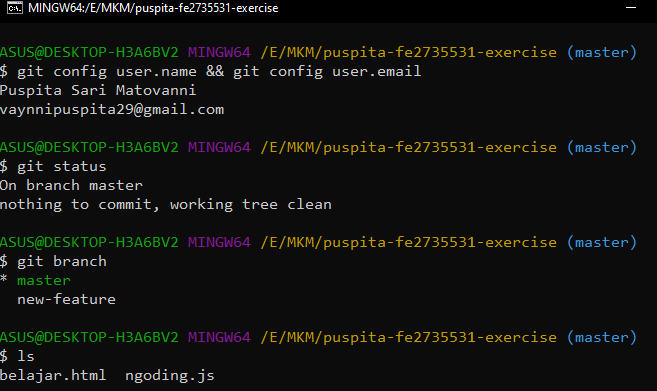 MINGW64:/E/MKM/puspita-fe2735531-exercise
ASUS@DESKTOP-H3A6BV2 MINGW64 /E/MKM/puspita-fe2735531-exercise (master)
$ git config user.name && git config user.email
Puspita Sari Matovanni
vaynnipuspita29@gmail.com
ASUS@DESKTOP-H3A6BV2 MINGW64 /E/MKM/puspita-fe2735531-exercise (master)
$ git status
On branch master
nothing to commit, working tree clean
ASUS@DESKTOP-H3A6BV2 MINGW64 /E/MKM/puspita-fe2735531-exercise (master)
$ git branch
* master
  new-feature
ASUS@DESKTOP-H3A6BV2 MINGW64 /E/MKM/puspita-fe2735531-exercise (master)
$ ls
belajar.html  ngoding.js